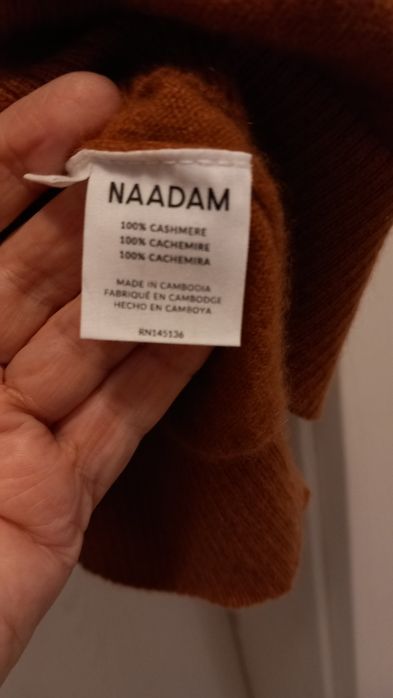 NAADAM
100% CASHMERE
100% CACHEMIRE
100% CACHEMIRA
MADE IN CAMBODIA
FABRIQUÉ EN CAMBODGE
HECHO EN CAMBOYA
RN145136